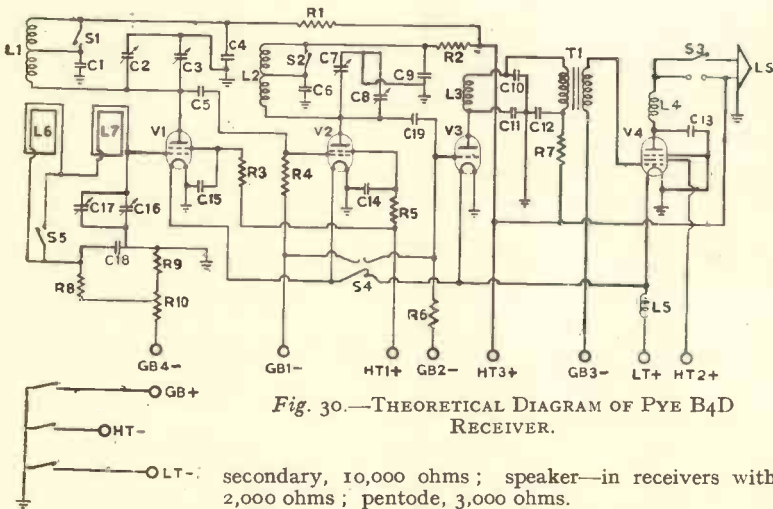 R1
L1
S1
C1
C2
C3
C4
L2
S2
C7
C6
C8
C9
R2
L3
C10
T1
S3
LS
C5
C19
C11
C12
L4
C13
L6
L7
V1
V2
V3
V4
R3
R4
R7
C15
C14
R5
C17
C16
S5
C18
R9
R8
R10
S4
R6
L5
GB4-
GB1-
HT1+
GB2-
HT3+
GB3-
LT+
HT2+
GB+
HT-
LT-
Fig. 30.—THEORETICAL DIAGRAM OF PYE B4D
RECEIVER.
secondary, 10,000 ohms; speaker—in receivers with
2,000 ohms; pentode, 3,000 ohms.